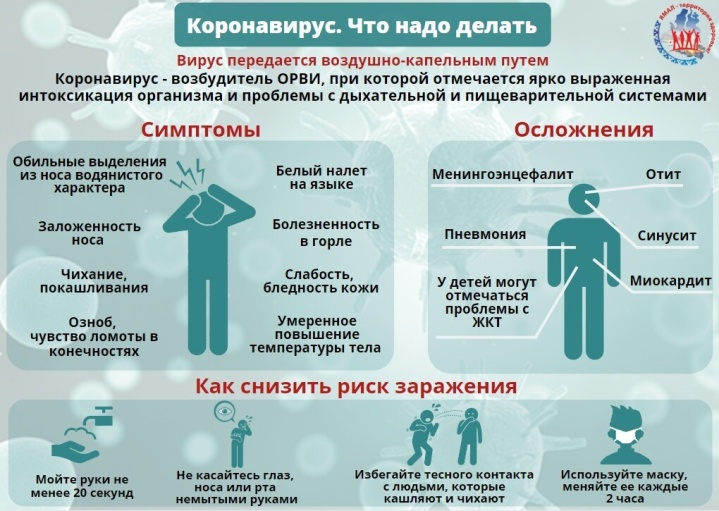 Коронавирус. Что надо делать
ЯМАЛ - территория здоровья!
Вирус передается воздушно-капельным путем
Коронавирус - возбудитель ОРВИ, при которой отмечается ярко выраженная
интоксикация организма и проблемы с дыхательной и пищеварительной системами
Симптомы
Обильные выделения
из носа водянистого
характера
Заложенность
носа
Чихание,
покашливания
Озноб,
чувство ломоты в
конечностях
Белый налет
на языке
Болезненность
в горле
Слабость,
бледность кожи
Умеренное
повышение
температуры тела
Осложнения
Менингоэнцефалит
Пневмония
У детей могут
отмечаться
проблемы с
ЖКТ
Отит
Синусит
Миокардит
Как снизить риск заражения
Мойте руки не
менее 20 секунд
Не касайтесь глаз,
носа или рта
немытыми руками
Избегайте тесного контакта
с людьми, которые
кашляют и чихают
Используйте маску,
меняйте ее каждые
2 часа